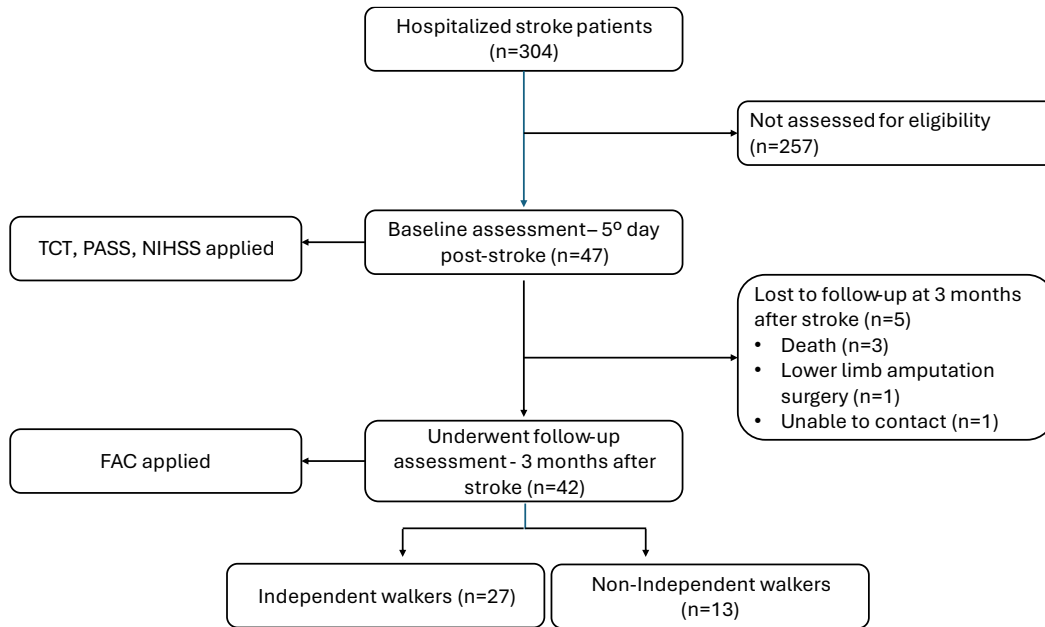 Hospitalized stroke patients
(n=304)
Not assessed for eligibility
(n=257)
Baseline assessment– 5º day
post-stroke (n=47)
TCT, PASS, NIHSS applied
Lost to follow-up at 3 months
after stroke (n=5)
• Death (n=3)
• Lower limb amputation
surgery (n=1)
• Unable to contact (n=1)
Underwent follow-up
assessment - 3 months after
stroke (n=42)
FAC applied
Independent walkers (n=27)
Non-Independent walkers
(n=13)